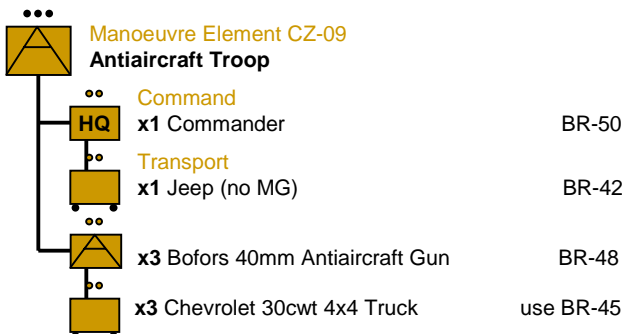 Manoeuvre Element CZ-09
Antiaircraft Troop
Command
HQ x1 Commander BR-50
Transport
x1 Jeep (no MG) BR-42
x3 Bofors 40mm Antiaircraft Gun BR-48
x3 Chevrolet 30cwt 4x4 Truck use BR-45